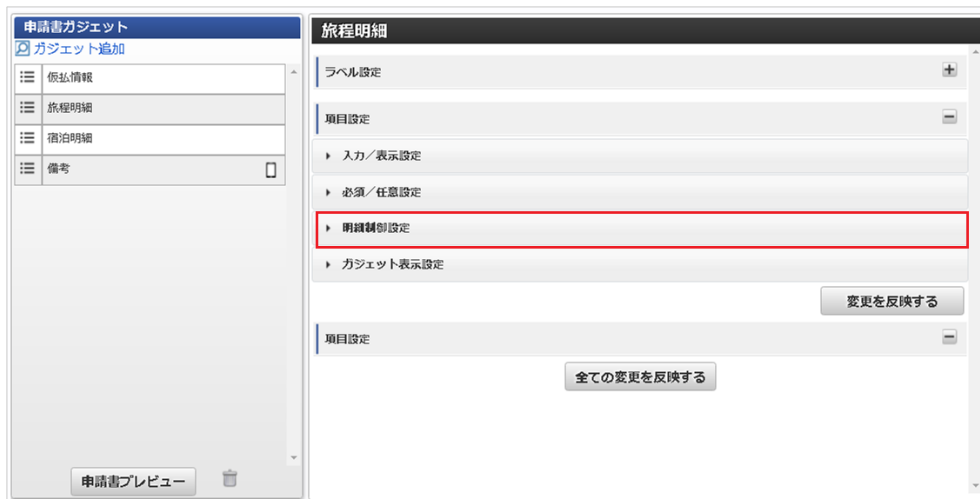 申請書ガジェット
ガジェット追加
仮払情報
旅程明細
宿泊明細
備考
申請書プレビュー
旅程明細
ラベル設定
項目設定
入力／表示設定
必須／任意設定
明細制御設定
ガジェット表示設定
変更を反映する
項目設定
全ての変更を反映する